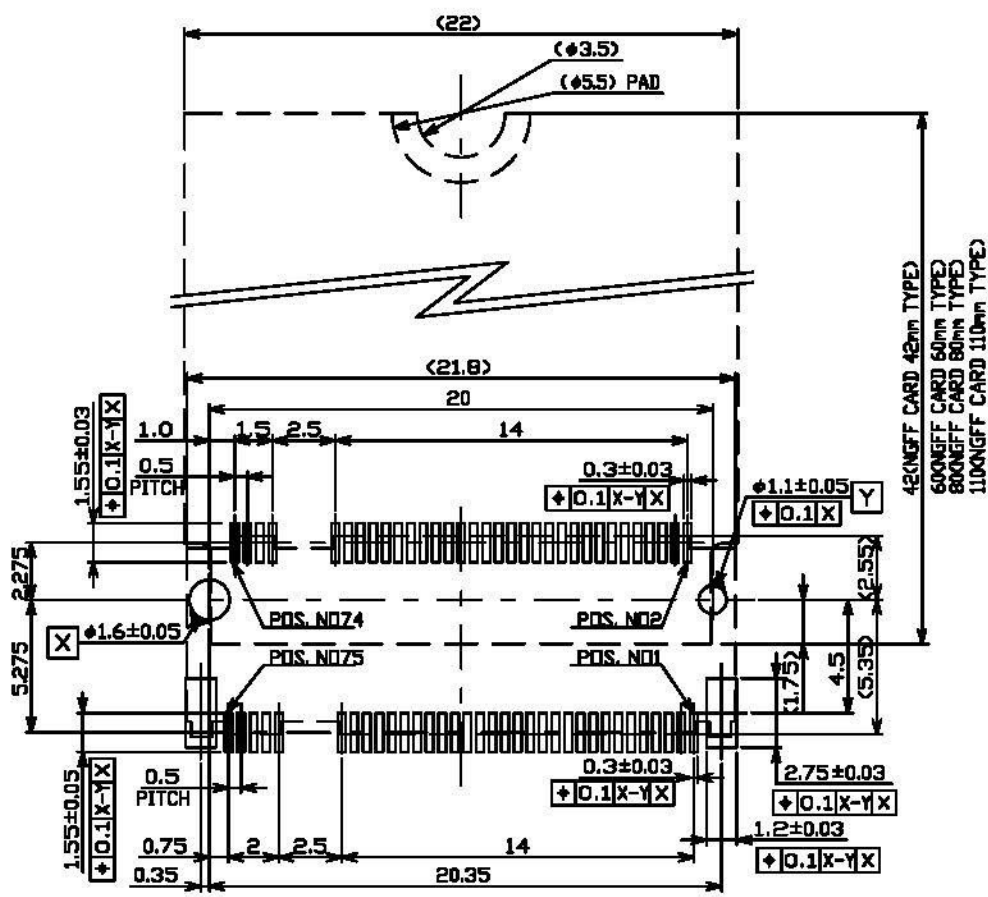 (22)
(φ3.5)
(φ5.5) PAD
42(NGFF CARD 42mm TYPE)
60(NGFF CARD 60mm TYPE)
80(NGFF CARD 80mm TYPE)
110(NGFF CARD 110mm TYPE)
(21.8)
20
1.55±0.03
⌖ 0.1 X-Y X
1.0
1.5
2.5
14
0.5
PITCH
0.3±0.03
⌖ 0.1 X-Y X
φ1.1±0.05 Y
⌖ 0.1 X
2.275
(2.55)
POS. NO74
POS. NO2
X φ1.6±0.05
5.275
POS. NO75
POS. NO1
(1.75)
4.5
(5.35)
1.55±0.05
⌖ 0.1 X-Y X
0.5
PITCH
0.3±0.03
⌖ 0.1 X-Y X
2.75±0.03
⌖ 0.1 X-Y X
1.2±0.03
⌖ 0.1 X-Y X
0.75
2
2.5
14
0.35
20.35